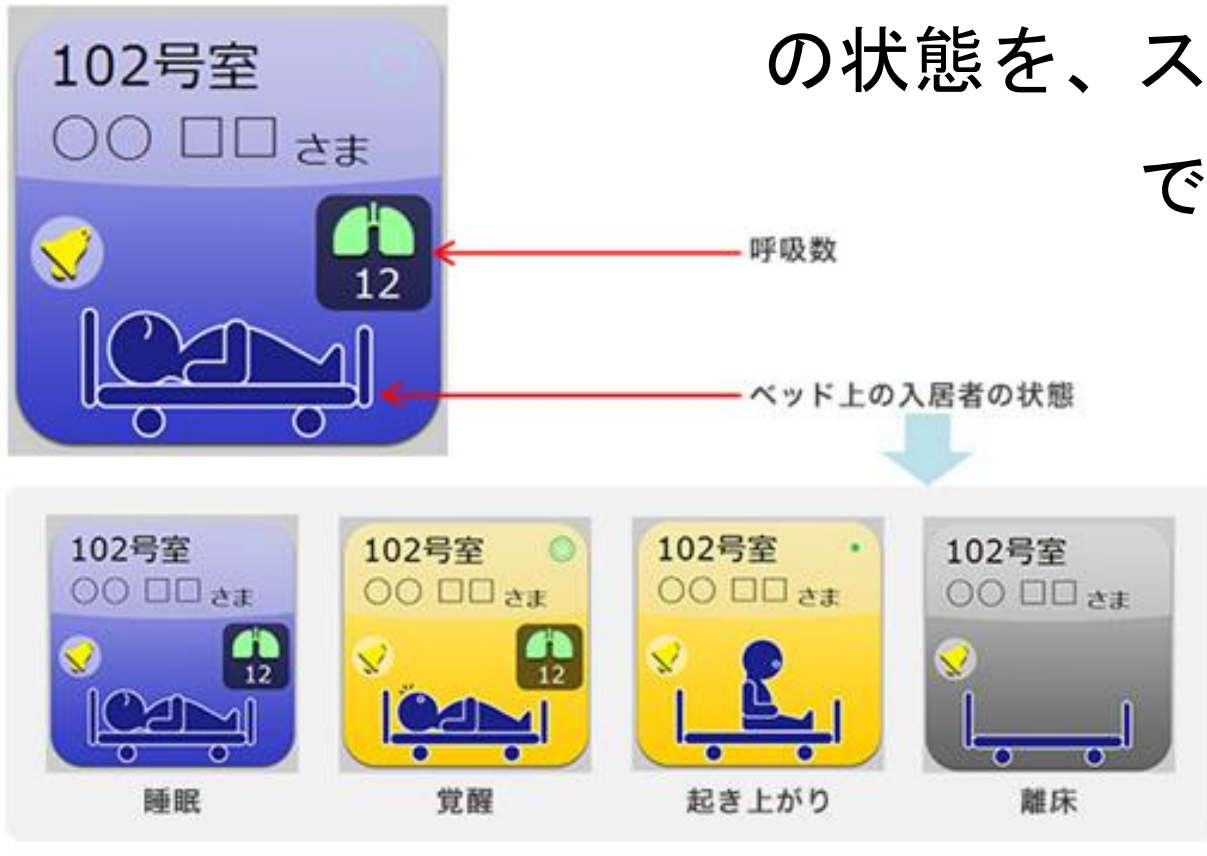 の状態を、ス
で
102号室
○○ □□ さま
12
呼吸数
ベッド上の入居者の状態
102号室
○○ □□ さま
12
睡眠
102号室
○○ □□ さま
12
覚醒
102号室
○○ □□ さま
起き上がり
102号室
○○ □□ さま
離床